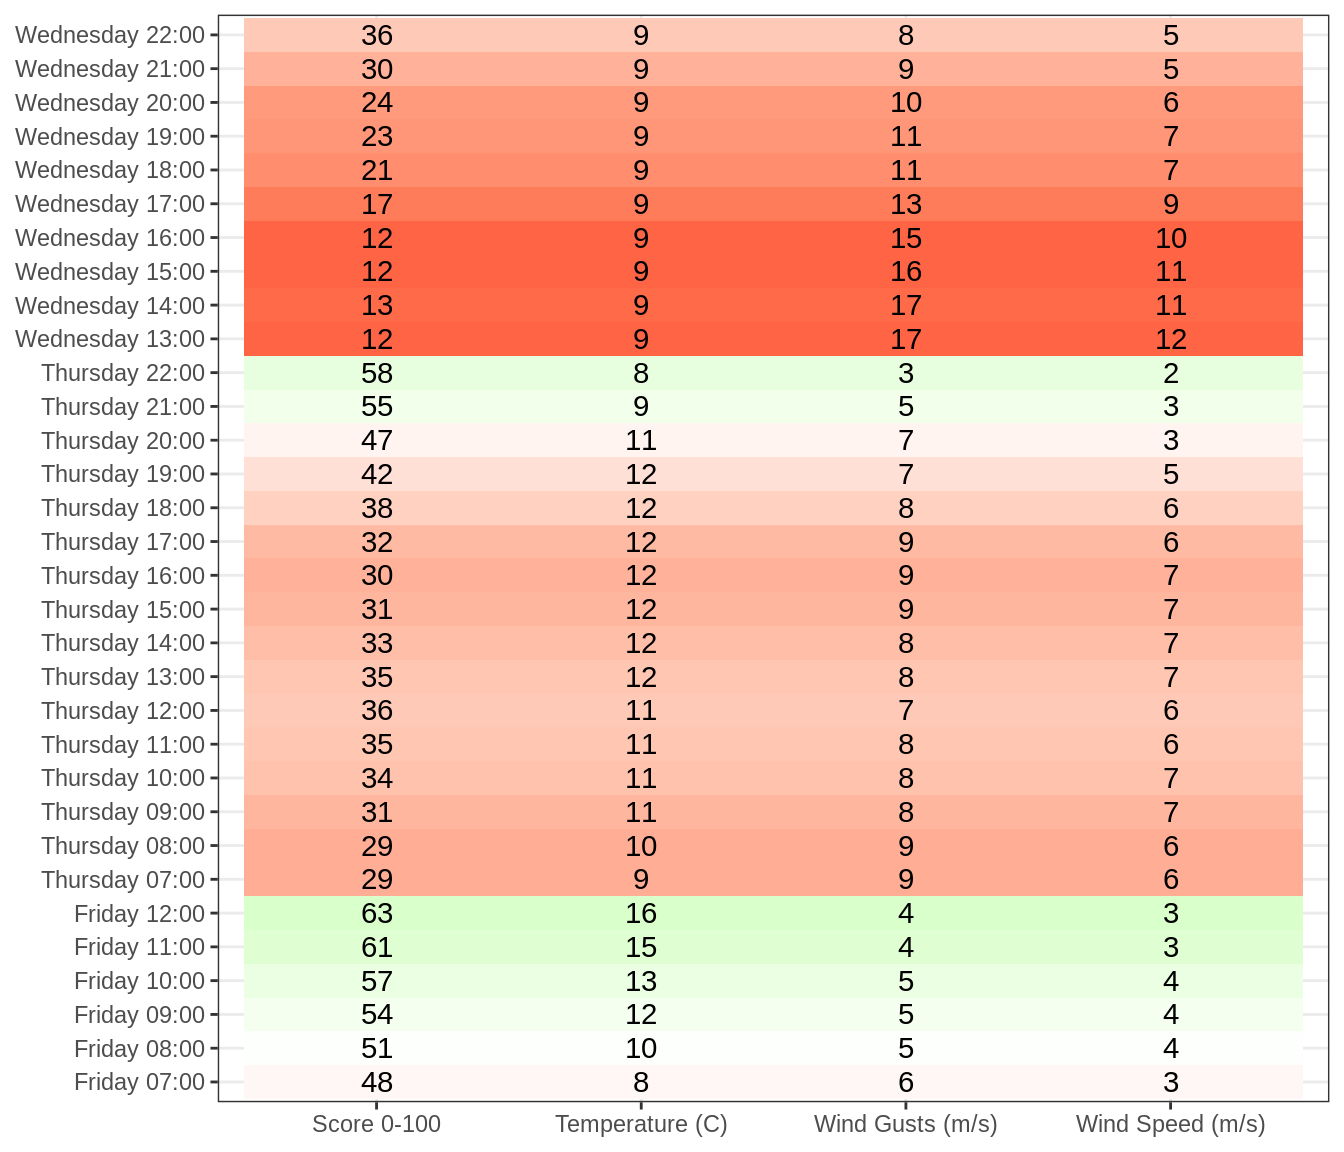 Wednesday 22:00 36 9 8 5
Wednesday 21:00 30 9 9 5
Wednesday 20:00 24 9 10 6
Wednesday 19:00 23 9 11 7
Wednesday 18:00 21 9 11 7
Wednesday 17:00 17 9 13 9
Wednesday 16:00 12 9 15 10
Wednesday 15:00 12 9 16 11
Wednesday 14:00 13 9 17 11
Wednesday 13:00 12 9 17 12
Thursday 22:00 58 8 3 2
Thursday 21:00 55 9 5 3
Thursday 20:00 47 11 7 3
Thursday 19:00 42 12 7 5
Thursday 18:00 38 12 8 6
Thursday 17:00 32 12 9 6
Thursday 16:00 30 12 9 7
Thursday 15:00 31 12 9 7
Thursday 14:00 33 12 8 7
Thursday 13:00 35 12 8 7
Thursday 12:00 36 11 7 6
Thursday 11:00 35 11 8 6
Thursday 10:00 34 11 8 7
Thursday 09:00 31 11 8 7
Thursday 08:00 29 10 9 6
Thursday 07:00 29 9 9 6
Friday 12:00 63 16 4 3
Friday 11:00 61 15 4 3
Friday 10:00 57 13 5 4
Friday 09:00 54 12 5 4
Friday 08:00 51 10 5 4
Friday 07:00 48 8 6 3
Score 0-100 Temperature (C) Wind Gusts (m/s) Wind Speed (m/s)